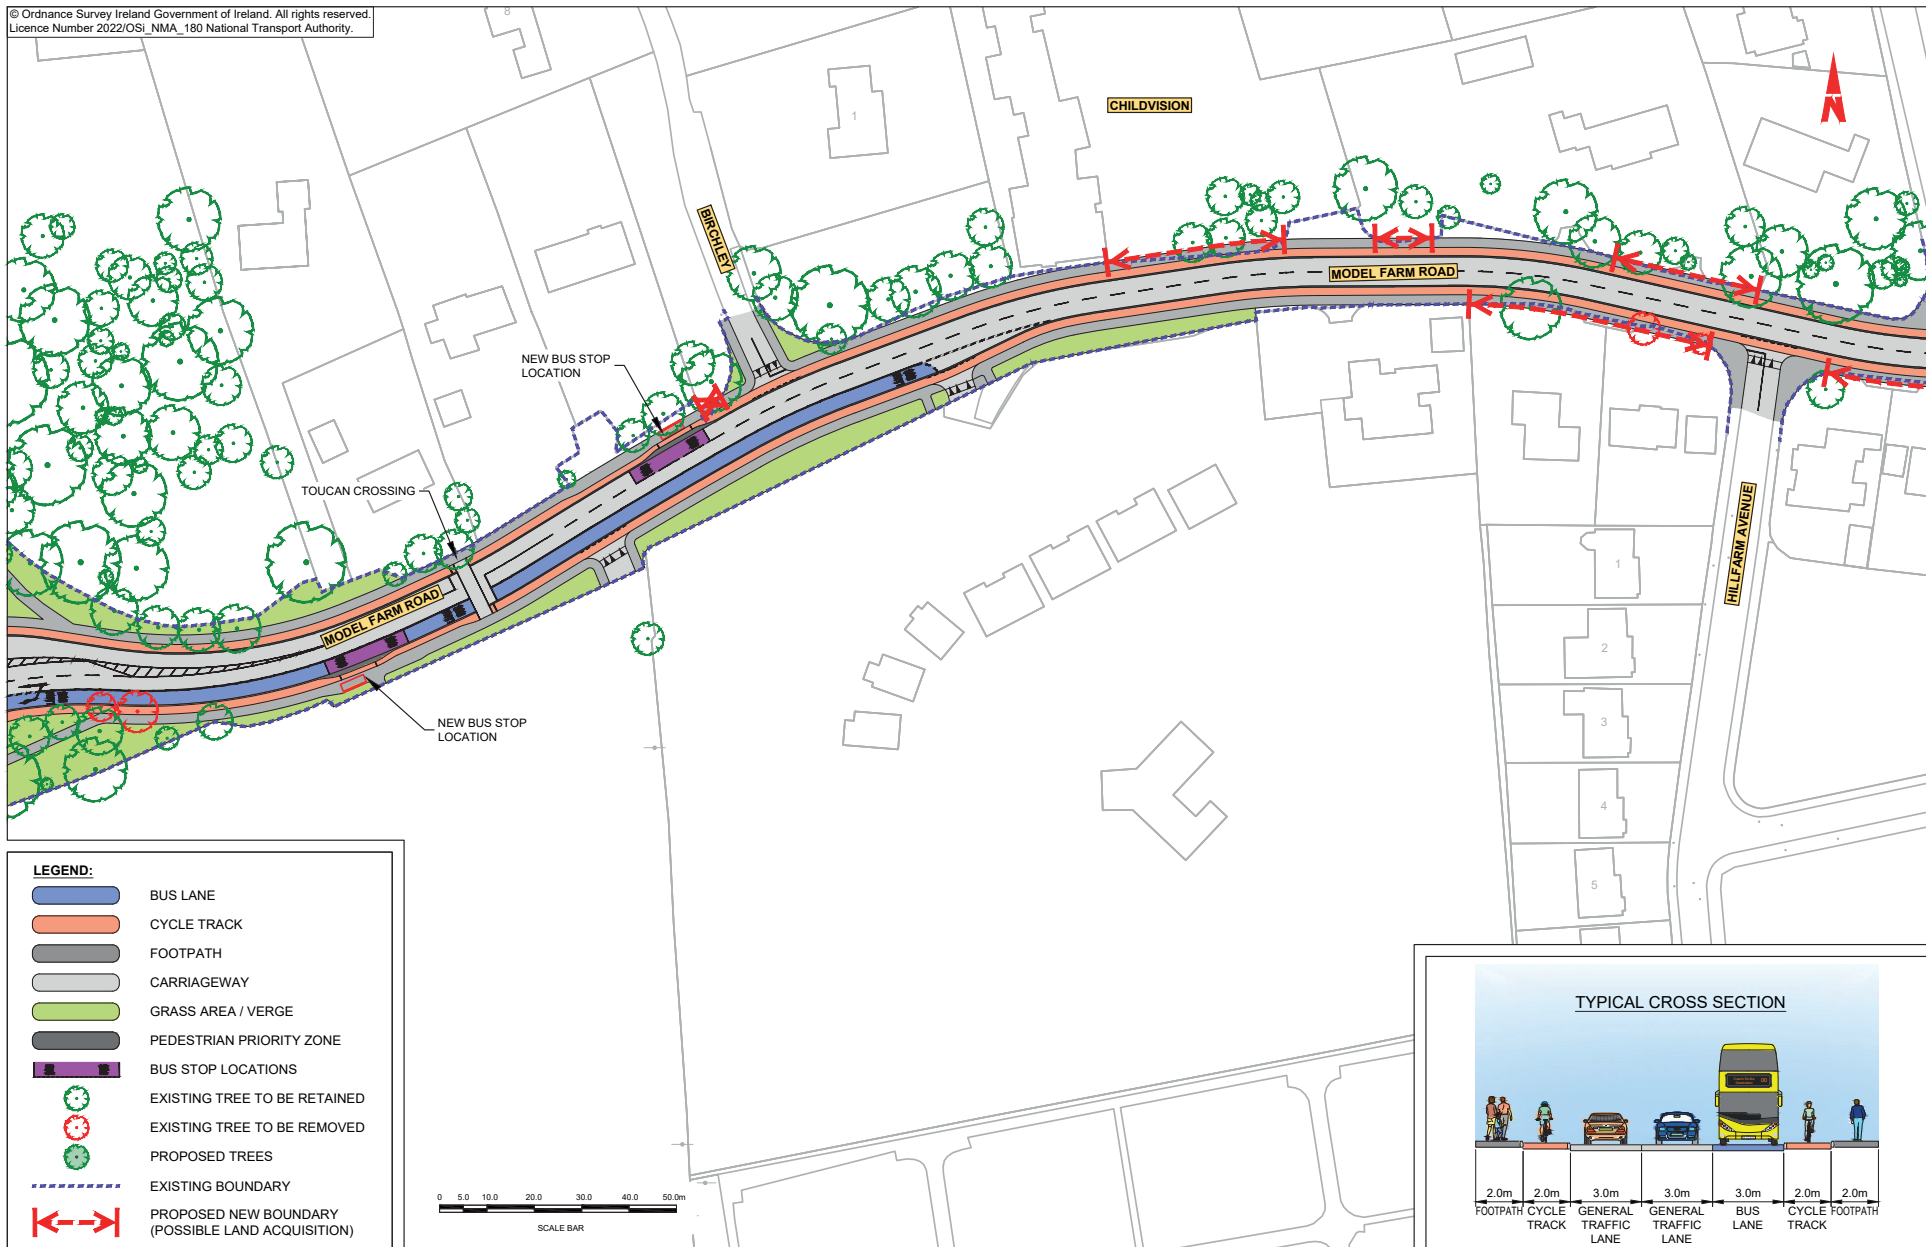 © Ordnance Survey Ireland Government of Ireland. All rights reserved.
Licence Number 2022/OSi_NMA_180 National Transport Authority.
8
1
CHILDVISION
N
BIRCHLEY
MODEL FARM ROAD
NEW BUS STOP
LOCATION
TOUCAN CROSSING
MODEL FARM ROAD
NEW BUS STOP
LOCATION
HILLFARM AVENUE
1
2
3
4
5
LEGEND:
BUS LANE
CYCLE TRACK
FOOTPATH
CARRIAGEWAY
GRASS AREA / VERGE
PEDESTRIAN PRIORITY ZONE
BUS STOP LOCATIONS
EXISTING TREE TO BE RETAINED
EXISTING TREE TO BE REMOVED
PROPOSED TREES
EXISTING BOUNDARY
PROPOSED NEW BOUNDARY
(POSSIBLE LAND ACQUISITION)
0 5.0 10.0 20.0 30.0 40.0 50.0m
SCALE BAR
TYPICAL CROSS SECTION
2.0m 2.0m 3.0m 3.0m 3.0m 2.0m 2.0m
FOOTPATH CYCLE GENERAL GENERAL BUS CYCLE FOOTPATH
TRACK TRAFFIC TRAFFIC LANE TRACK
LANE LANE